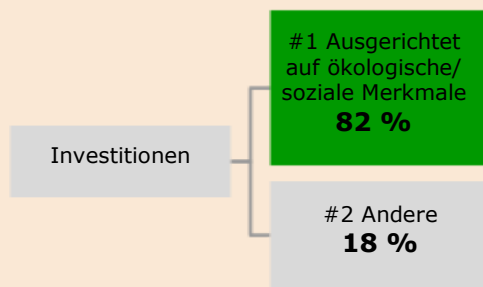 #1 Ausgerichtet
auf ökologische/
soziale Merkmale
82 %
Investitionen
#2 Andere
18 %